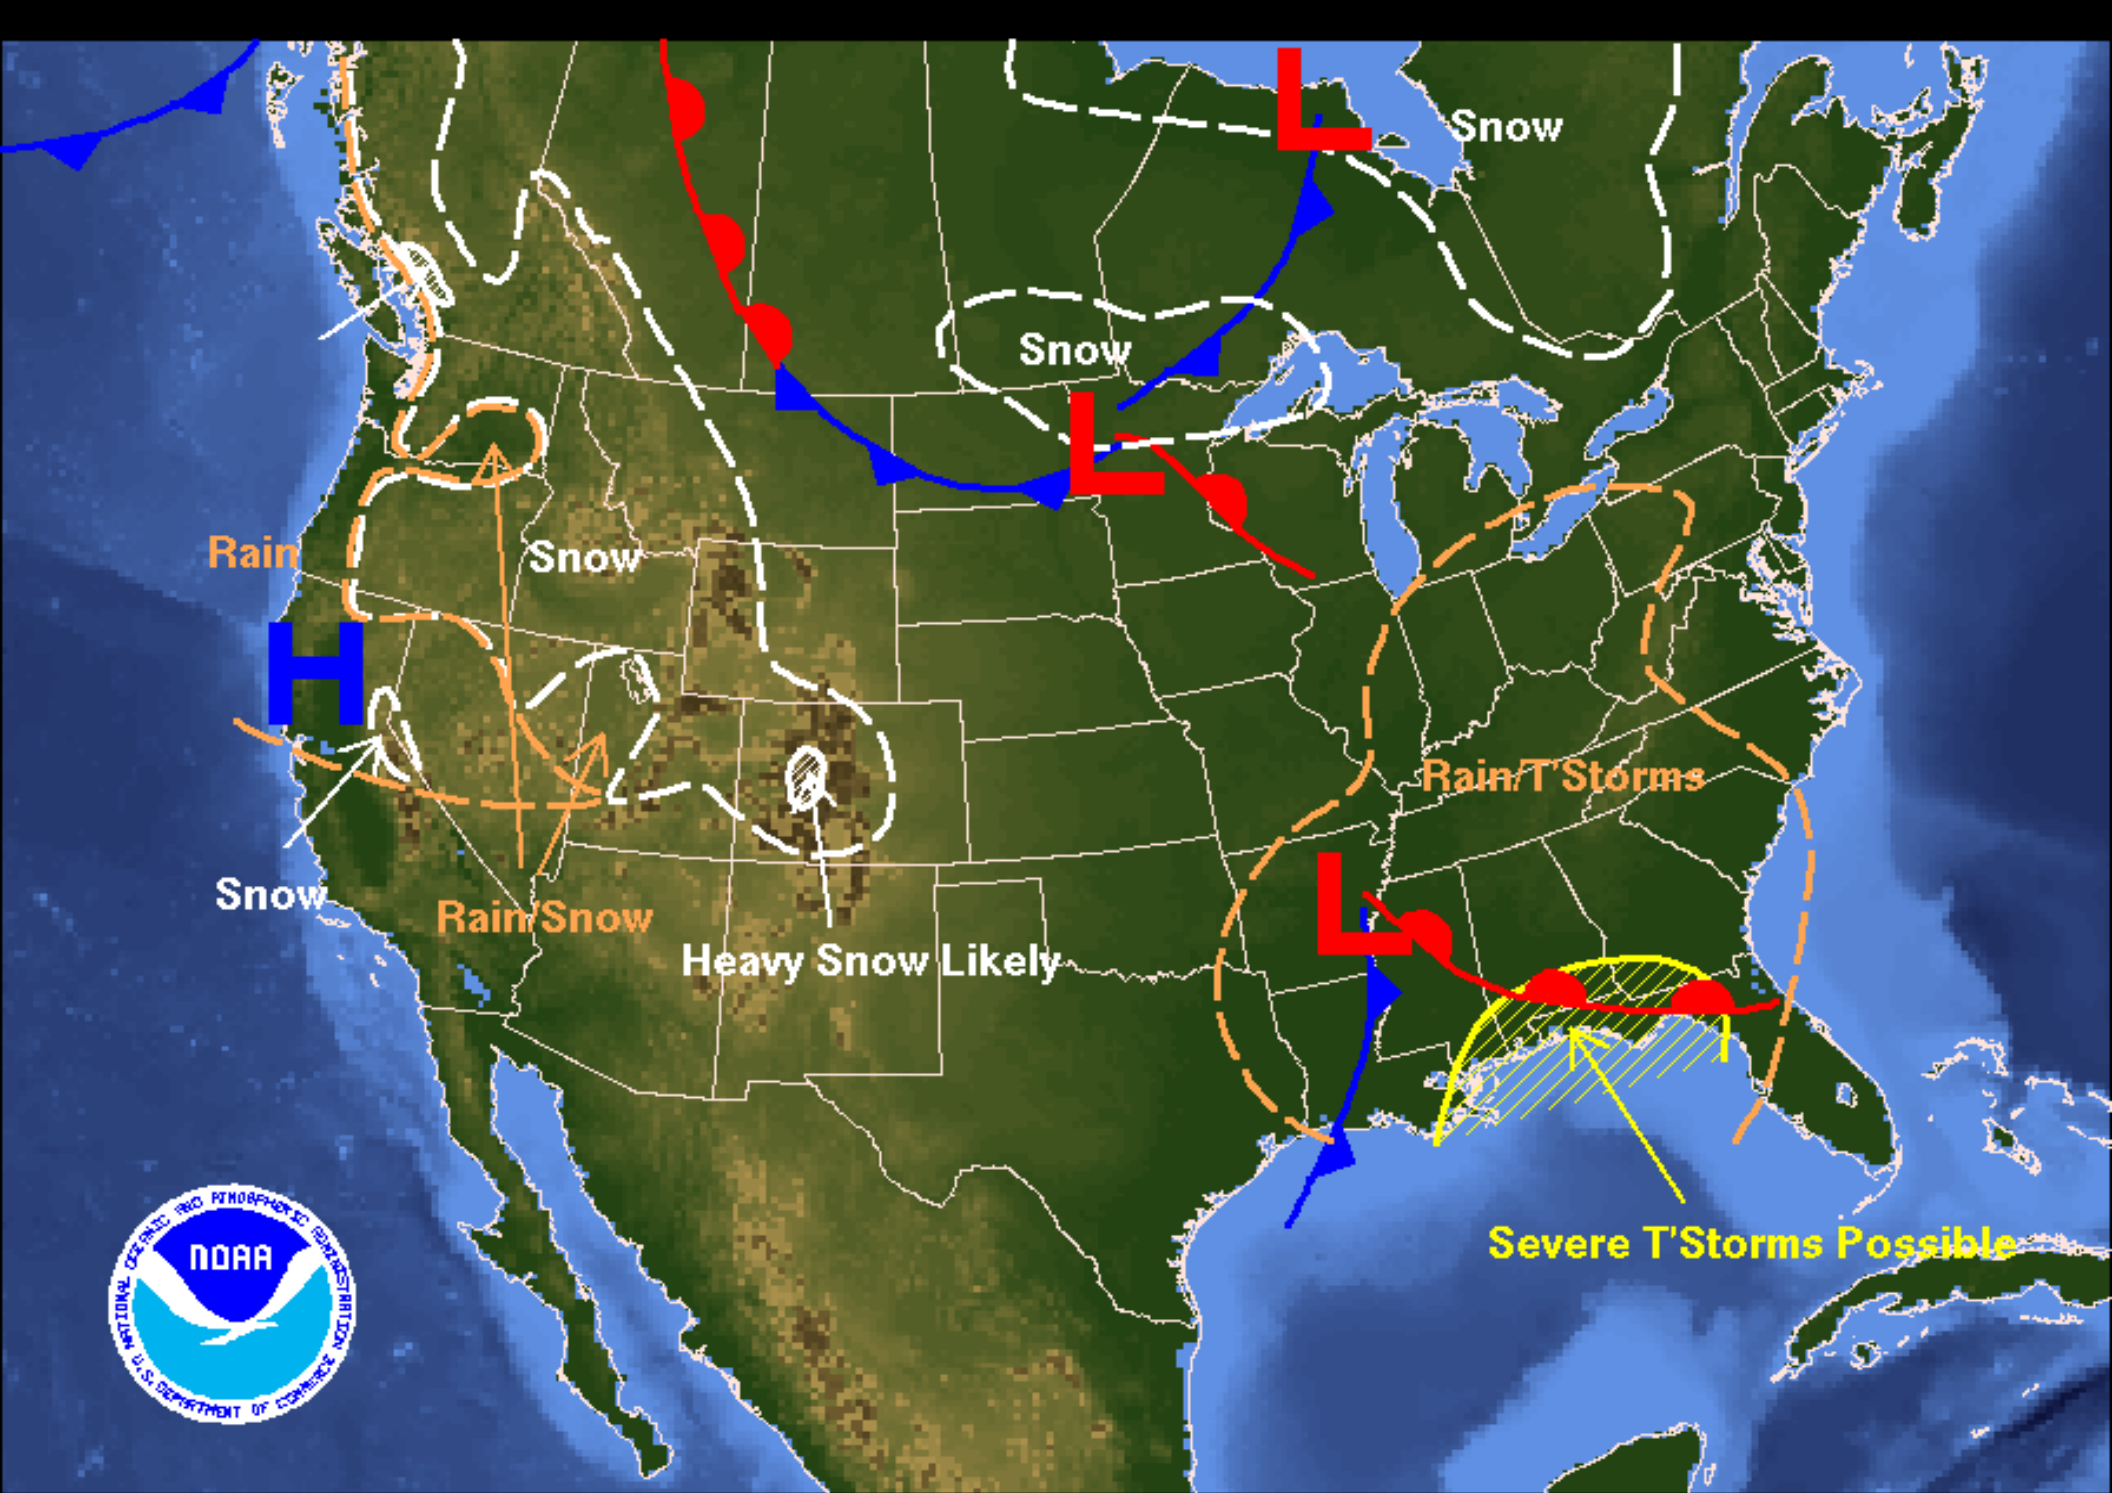 Snow
Snow
Rain
Snow
Rain/T'Storms
Snow
Rain/Snow
Heavy Snow Likely
Severe T'Storms Possible
L
L
H
L
NOAA
NATIONAL OCEANIC AND ATMOSPHERIC ADMINISTRATION
U.S. DEPARTMENT OF COMMERCE